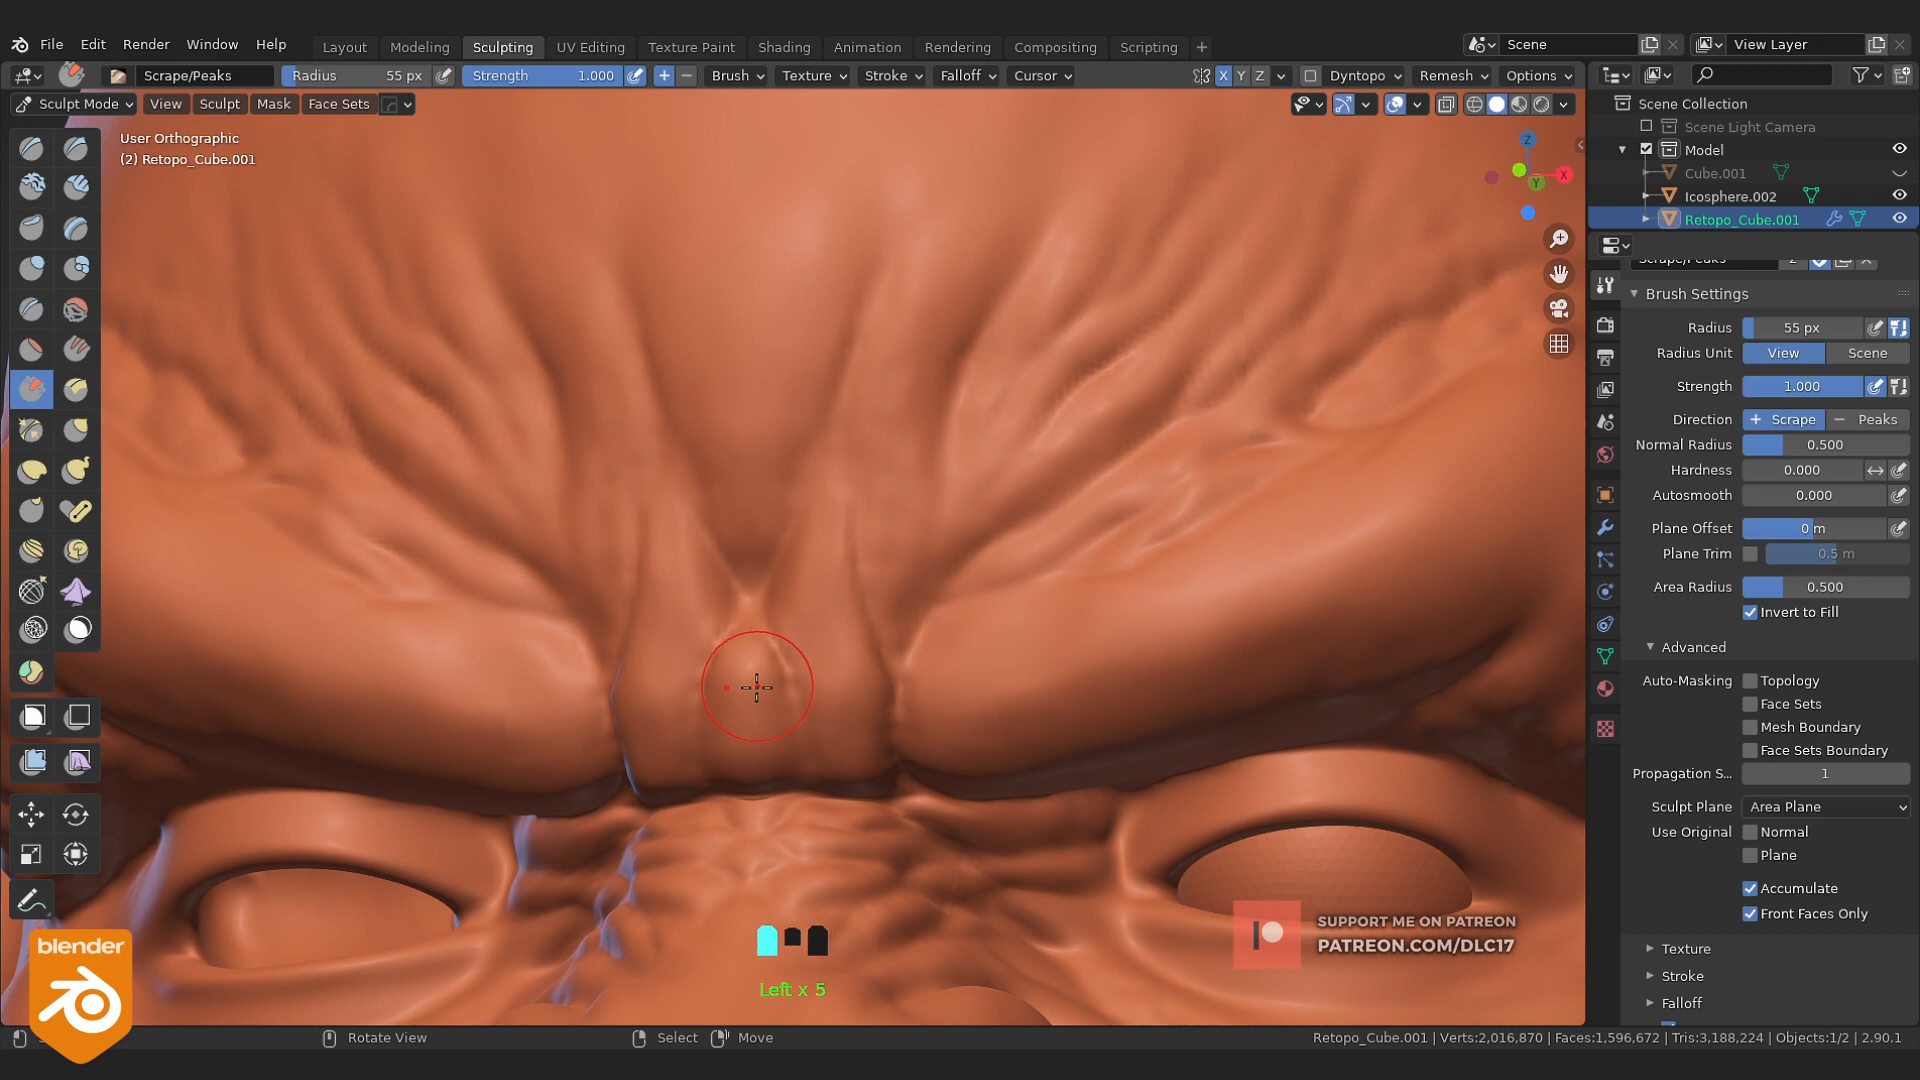 File Edit Render Window Help Layout Modeling Sculpting UV Editing Texture Paint Shading Animation Rendering Compositing Scripting + Scene View Layer
Scrape/Peaks Radius 55 px Strength 1.000 + − Brush Texture Stroke Falloff Cursor X Y Z Dyntopo Remesh Options
Sculpt Mode View Sculpt Mask Face Sets
User Orthographic
(2) Retopo_Cube.001
Z
X
Y
Scene Collection
Scene Light Camera
Model
Cube.001
Icosphere.002
Retopo_Cube.001
Scrape/Peaks 2
Brush Settings
Radius 55 px
Radius Unit View Scene
Strength 1.000
Direction + Scrape − Peaks
Normal Radius 0.500
Hardness 0.000
Autosmooth 0.000
Plane Offset 0 m
Plane Trim 0.5 m
Area Radius 0.500
Invert to Fill
Advanced
Auto-Masking Topology
Face Sets
Mesh Boundary
Face Sets Boundary
Propagation S... 1
Sculpt Plane Area Plane
Use Original Normal
Plane
Accumulate
Front Faces Only
Texture
Stroke
Falloff
SUPPORT ME ON PATREON
PATREON.COM/DLC17
Left x 5
blender
Rotate View Select Move Retopo_Cube.001 | Verts:2,016,870 | Faces:1,596,672 | Tris:3,188,224 | Objects:1/2 | 2.90.1